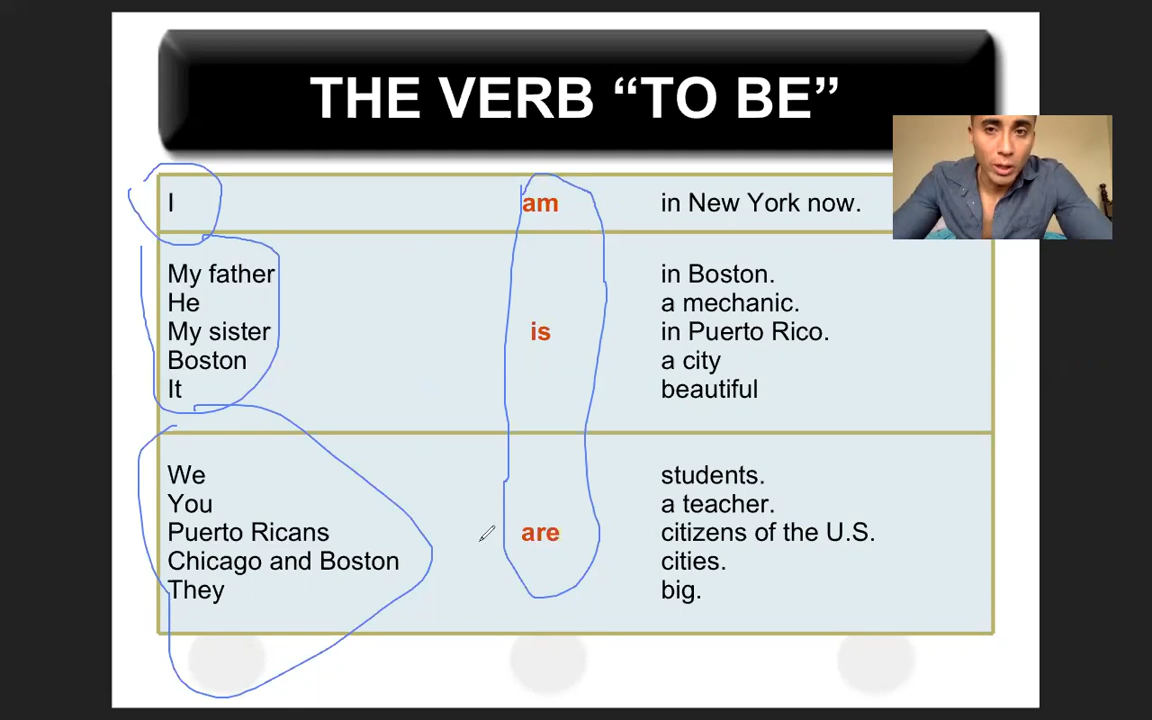 THE VERB “TO BE”
I am in New York now.
My father in Boston.
He a mechanic.
My sister is in Puerto Rico.
Boston a city
It beautiful
We students.
You a teacher.
Puerto Ricans are citizens of the U.S.
Chicago and Boston cities.
They big.